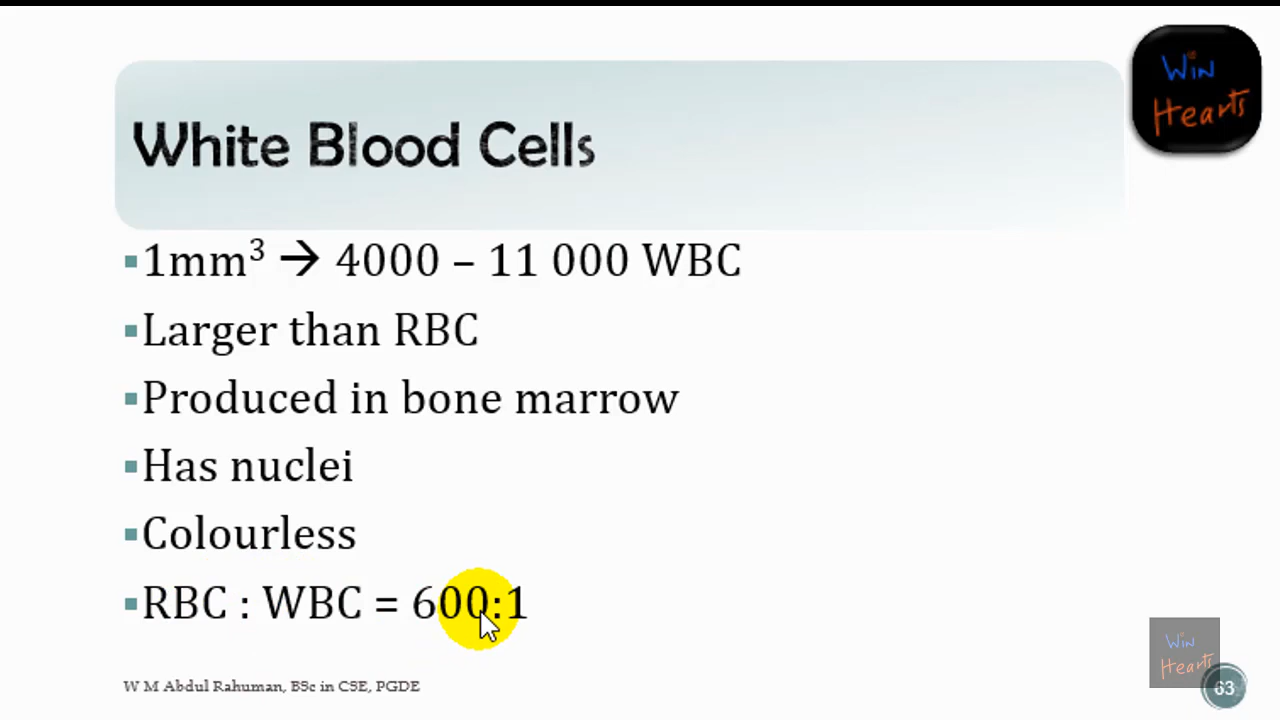 Win
Hearts
White Blood Cells
▪1mm³ → 4000 – 11 000 WBC
▪Larger than RBC
▪Produced in bone marrow
▪Has nuclei
▪Colourless
▪RBC : WBC = 600:1
Win
Hearts
W M Abdul Rahuman, BSc in CSE, PGDE
63